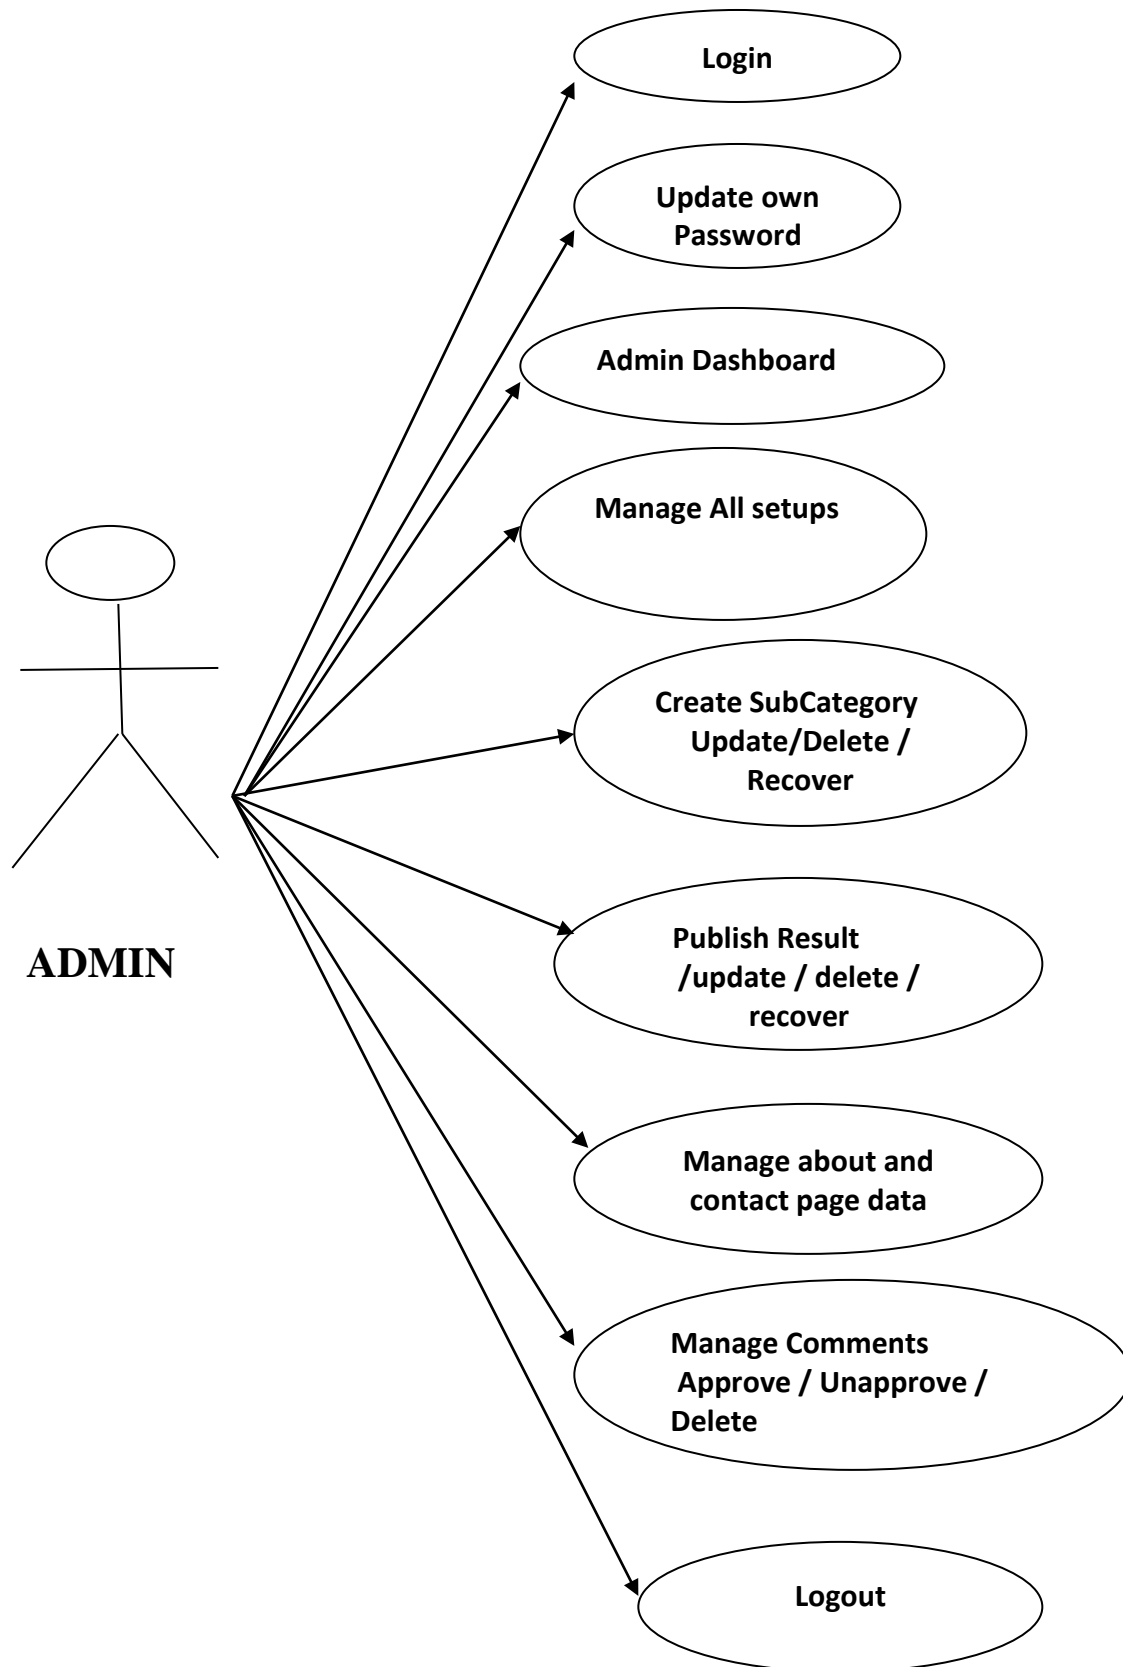 Login
Update own
Password
Admin Dashboard
Manage All setups
Create SubCategory
Update/Delete /
Recover
ADMIN
Publish Result
/update / delete /
recover
Manage about and
contact page data
Manage Comments
Approve / Unapprove /
Delete
Logout